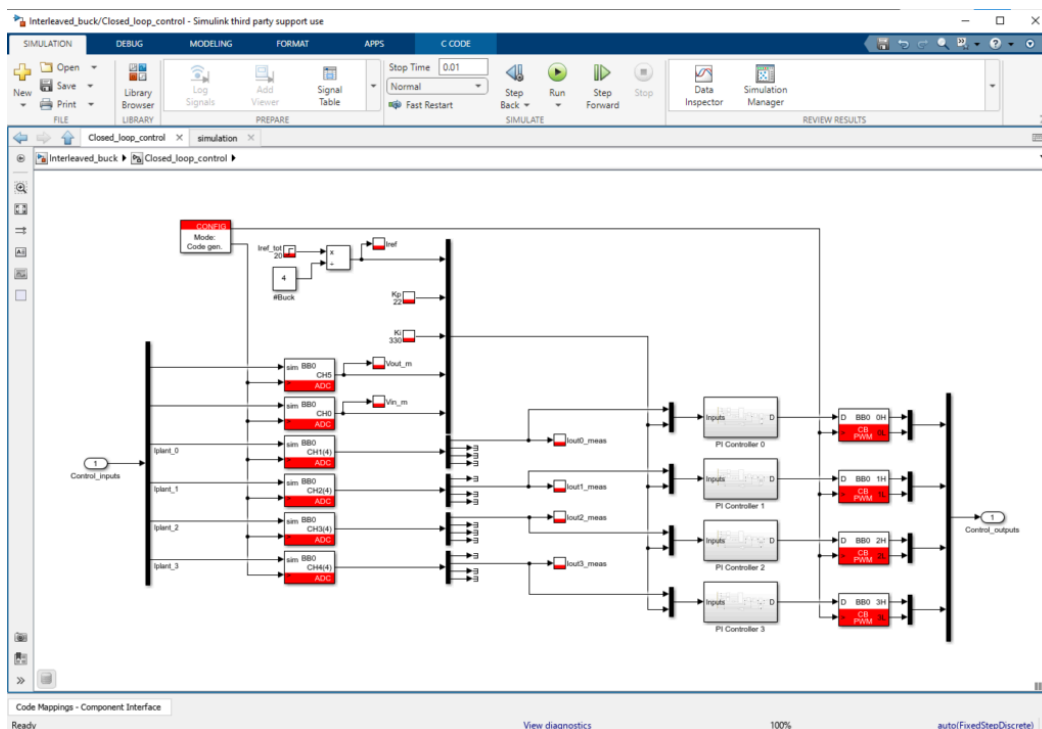 Interleaved_buck/Closed_loop_control - Simulink third party support use
SIMULATION DEBUG MODELING FORMAT APPS C CODE
New
Open
Save
Print
FILE
Library Browser
LIBRARY
Log Signals
Add Viewer
Signal Table
PREPARE
Stop Time 0.01
Normal
Fast Restart
Step Back
Run
Step Forward
Stop
SIMULATE
Data Inspector
Simulation Manager
REVIEW RESULTS
Closed_loop_control
simulation
Interleaved_buck
Closed_loop_control
CONFIG
Mode:
Code gen.
Iref_tot
20
x
÷
Iref
4
#Buck
Kp
22
Ki
330
sim BB0
CH5
ADC
Vout_m
sim BB0
CH0
ADC
Vin_m
Iplant_0
sim BB0
CH1(4)
ADC
Iout0_meas
1
Control_inputs
Iplant_1
sim BB0
CH2(4)
ADC
Iout1_meas
Iplant_2
sim BB0
CH3(4)
ADC
Iout2_meas
Iplant_3
sim BB0
CH4(4)
ADC
Iout3_meas
Inputs D
PI Controller 0
D BB0 0H
CB 0L
PWM
Inputs D
PI Controller 1
D BB0 1H
CB 1L
PWM
Inputs D
PI Controller 2
D BB0 2H
CB 2L
PWM
Inputs D
PI Controller 3
D BB0 3H
CB 3L
PWM
1
Control_outputs
Code Mappings - Component Interface
Ready
View diagnostics
100%
auto(FixedStepDiscrete)